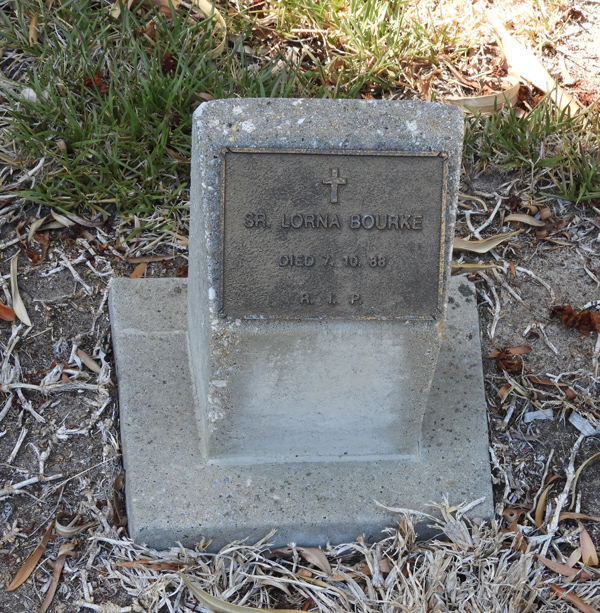 SR. LORNA BOURKE
DIED 7. 10. 88
R. I. P.